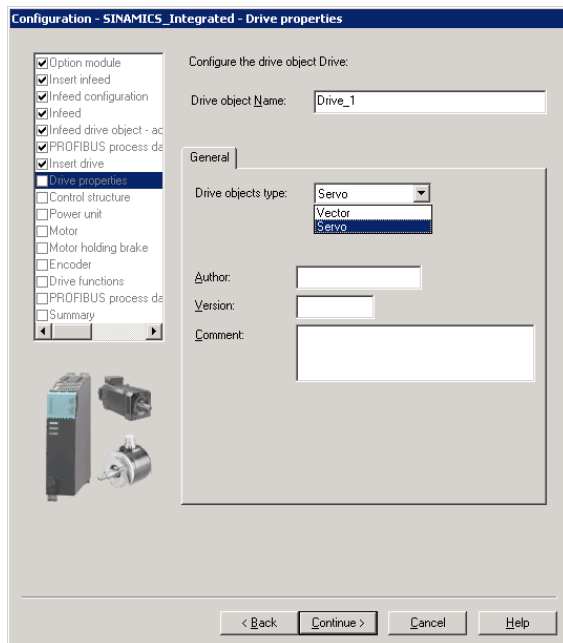 Configuration - SINAMICS_Integrated - Drive properties
Option module
Insert infeed
Infeed configuration
Infeed
Infeed drive object - ac
PROFIBUS process da
Insert drive
Drive properties
Control structure
Power unit
Motor
Motor holding brake
Encoder
Drive functions
PROFIBUS process da
Summary
Configure the drive object Drive:
Drive object Name: Drive_1
General
Drive objects type: Servo
Vector
Servo
Author:
Version:
Comment:
< Back Continue > Cancel Help